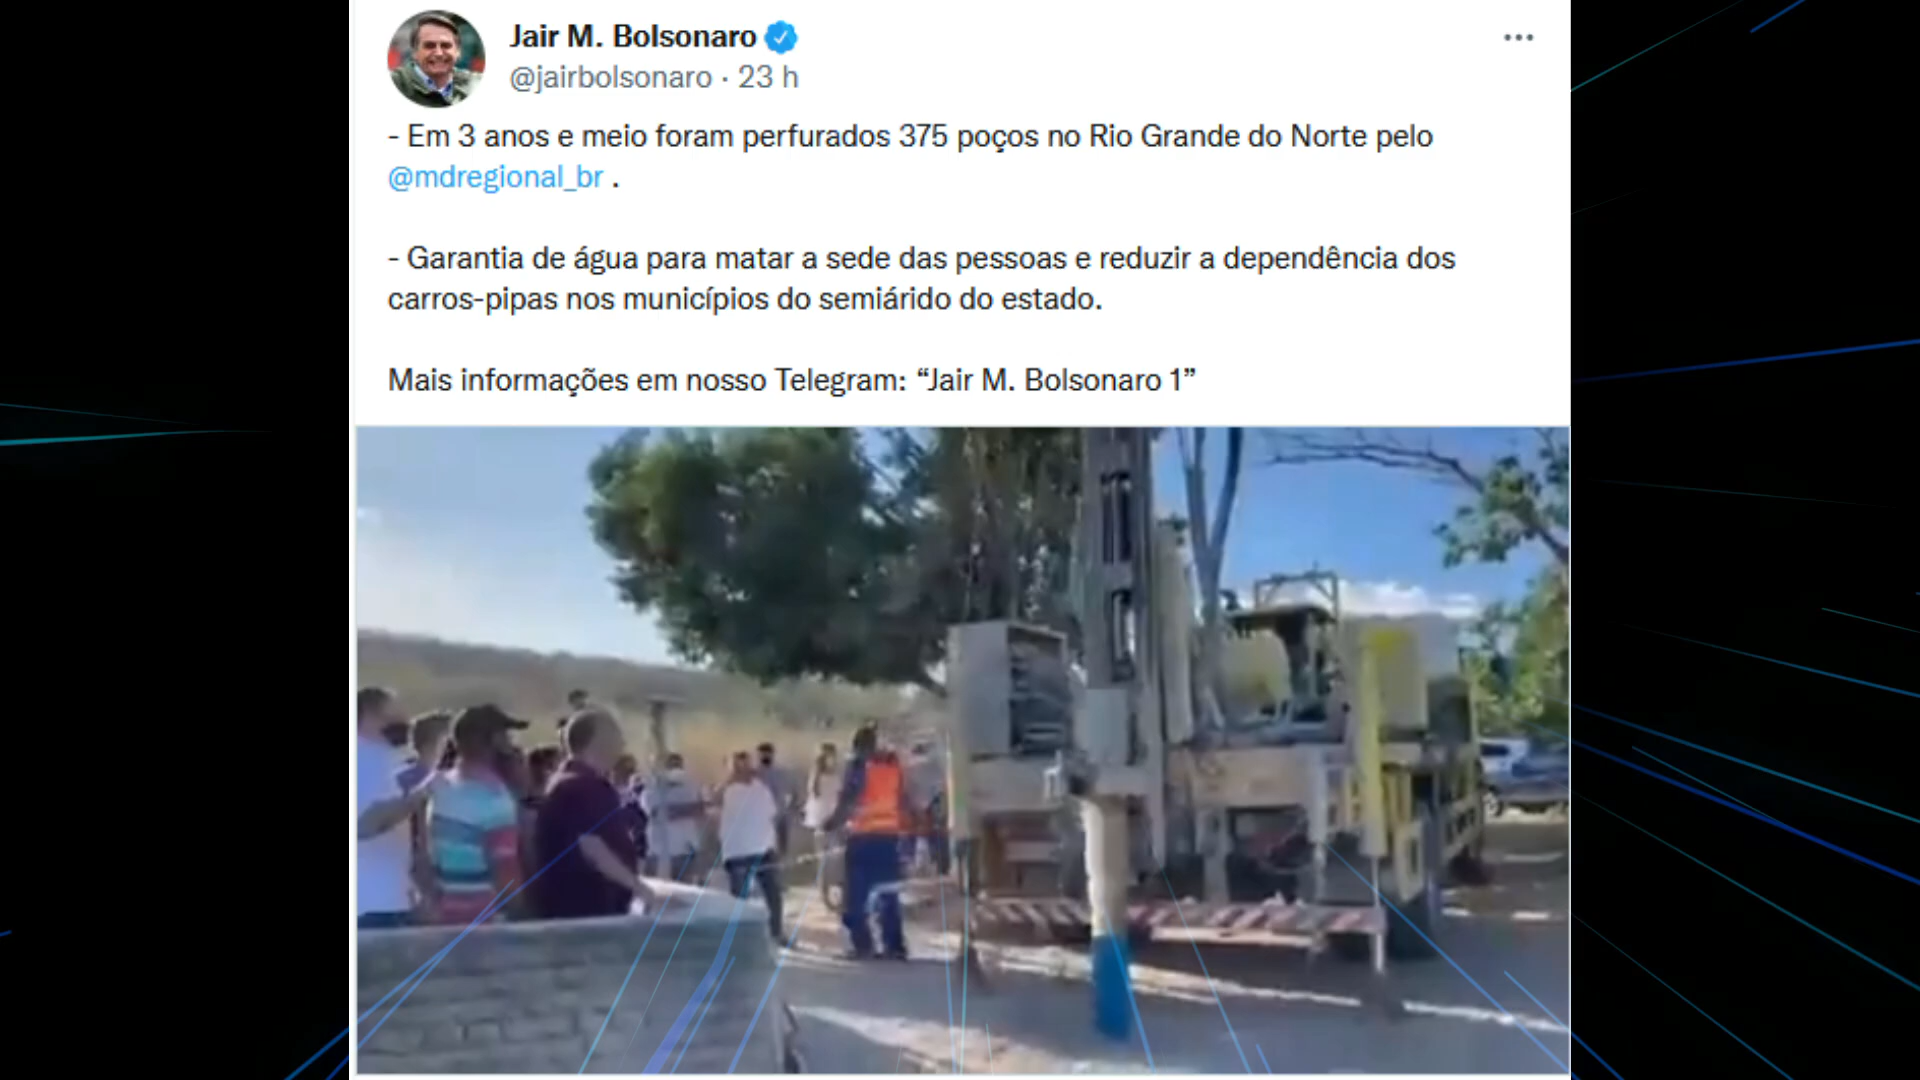 Jair M. Bolsonaro
@jairbolsonaro · 23 h
- Em 3 anos e meio foram perfurados 375 poços no Rio Grande do Norte pelo
@mdregional_br .
- Garantia de água para matar a sede das pessoas e reduzir a dependência dos
carros-pipas nos municípios do semiárido do estado.
Mais informações em nosso Telegram: “Jair M. Bolsonaro 1”